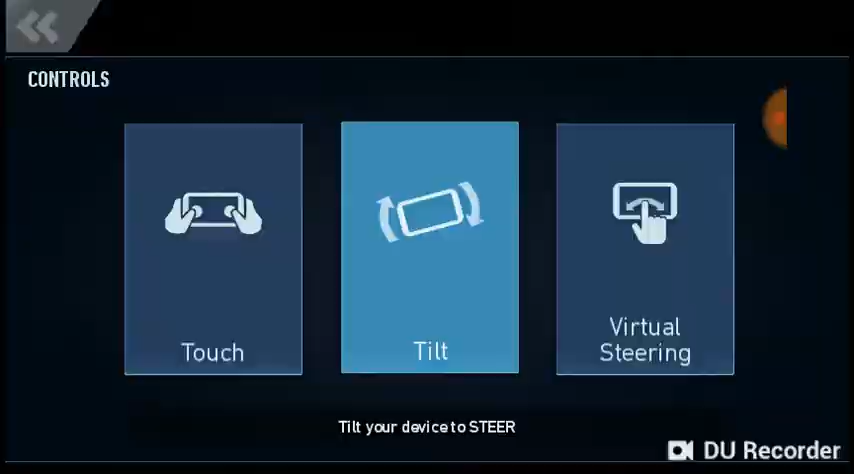 CONTROLS
Touch
Tilt
Virtual
Steering
Tilt your device to STEER
DU Recorder